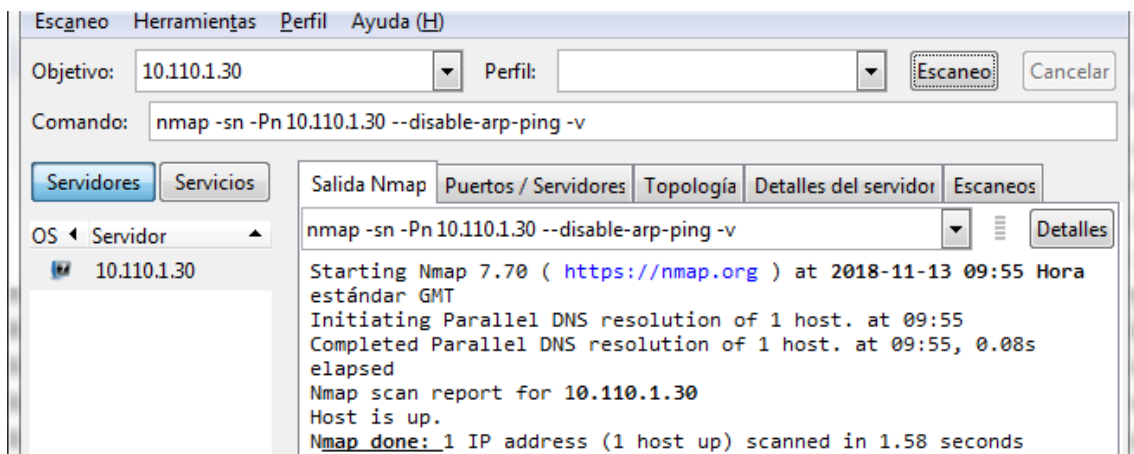 Escaneo Herramientas Perfil Ayuda (H)
Objetivo: 10.110.1.30 Perfil: Escaneo Cancelar
Comando: nmap -sn -Pn 10.110.1.30 --disable-arp-ping -v
Servidores Servicios Salida Nmap Puertos / Servidores Topología Detalles del servidor Escaneos
nmap -sn -Pn 10.110.1.30 --disable-arp-ping -v Detalles
OS Servidor
10.110.1.30
Starting Nmap 7.70 ( https://nmap.org ) at 2018-11-13 09:55 Hora
estándar GMT
Initiating Parallel DNS resolution of 1 host. at 09:55
Completed Parallel DNS resolution of 1 host. at 09:55, 0.08s
elapsed
Nmap scan report for 10.110.1.30
Host is up.
Nmap done: 1 IP address (1 host up) scanned in 1.58 seconds